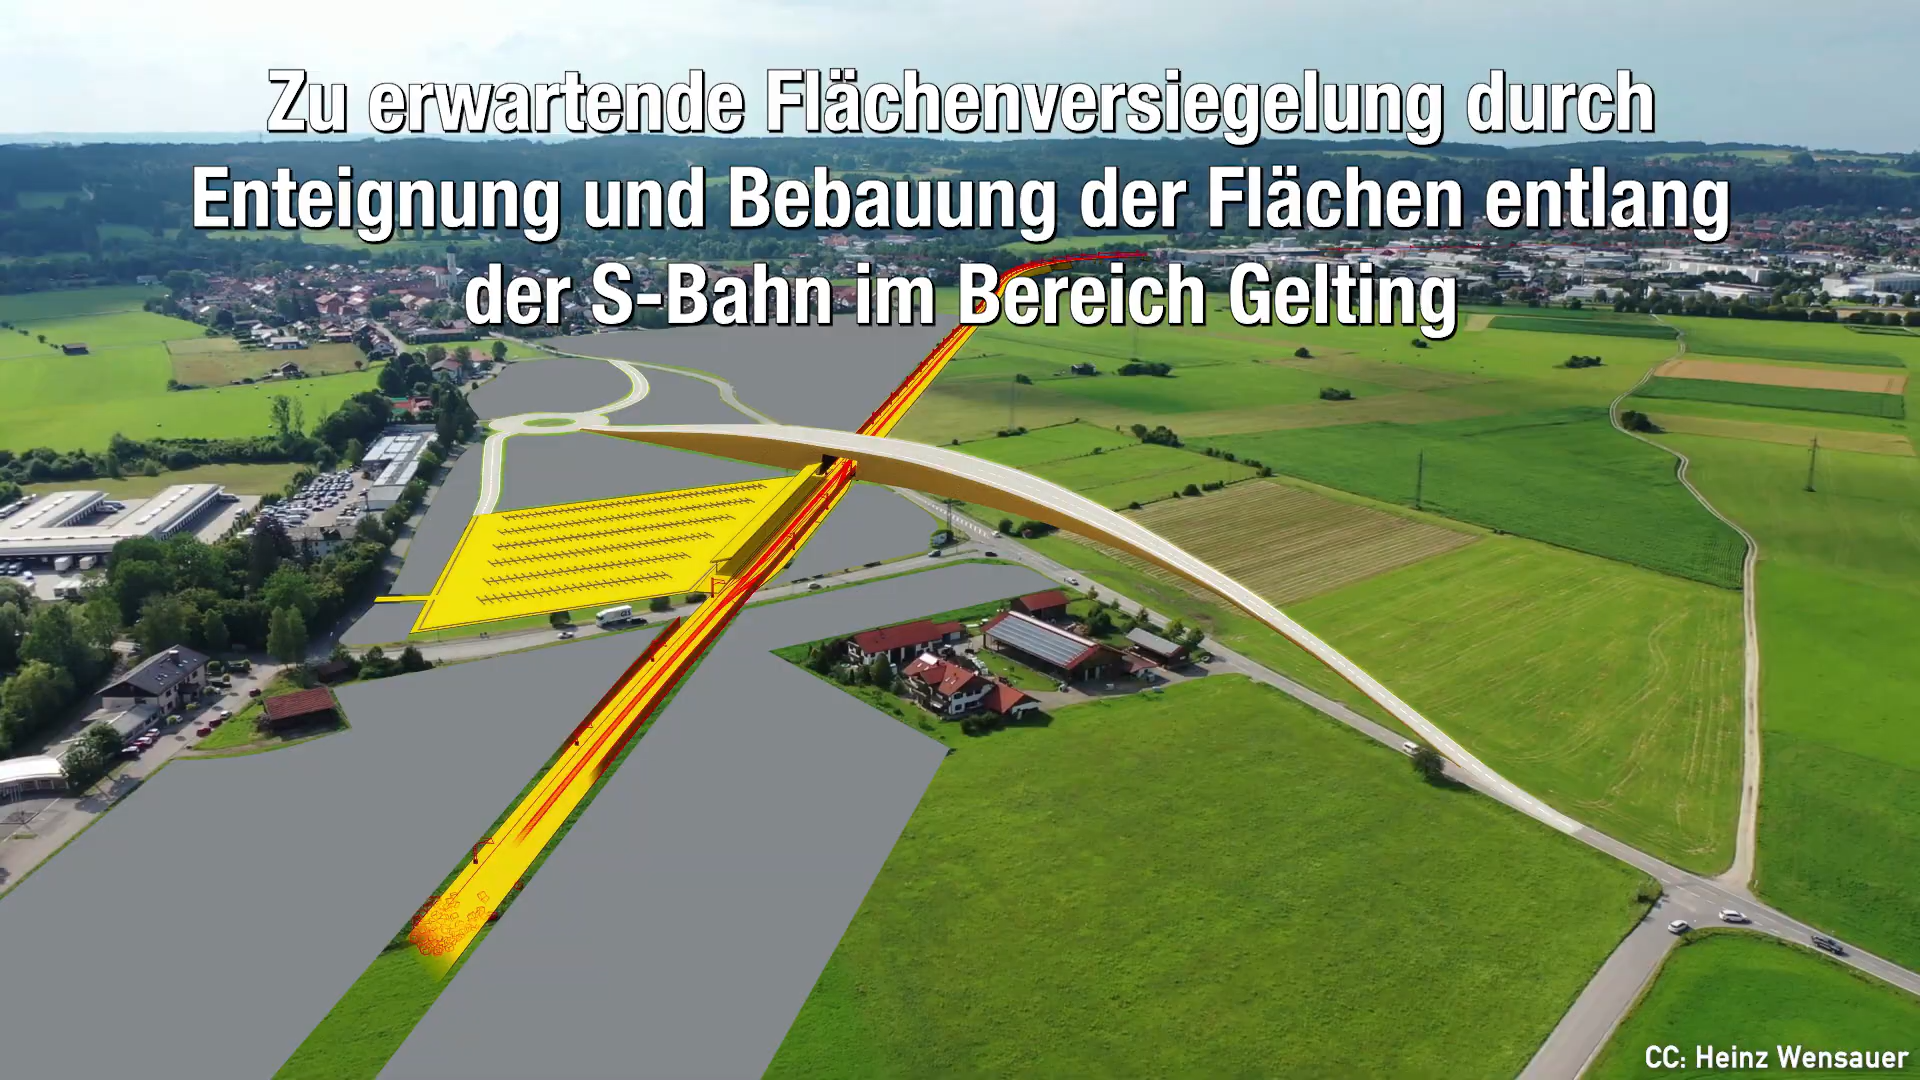 Zu erwartende Flächenversiegelung durch
Enteignung und Bebauung der Flächen entlang
der S-Bahn im Bereich Gelting
CC: Heinz Wensauer